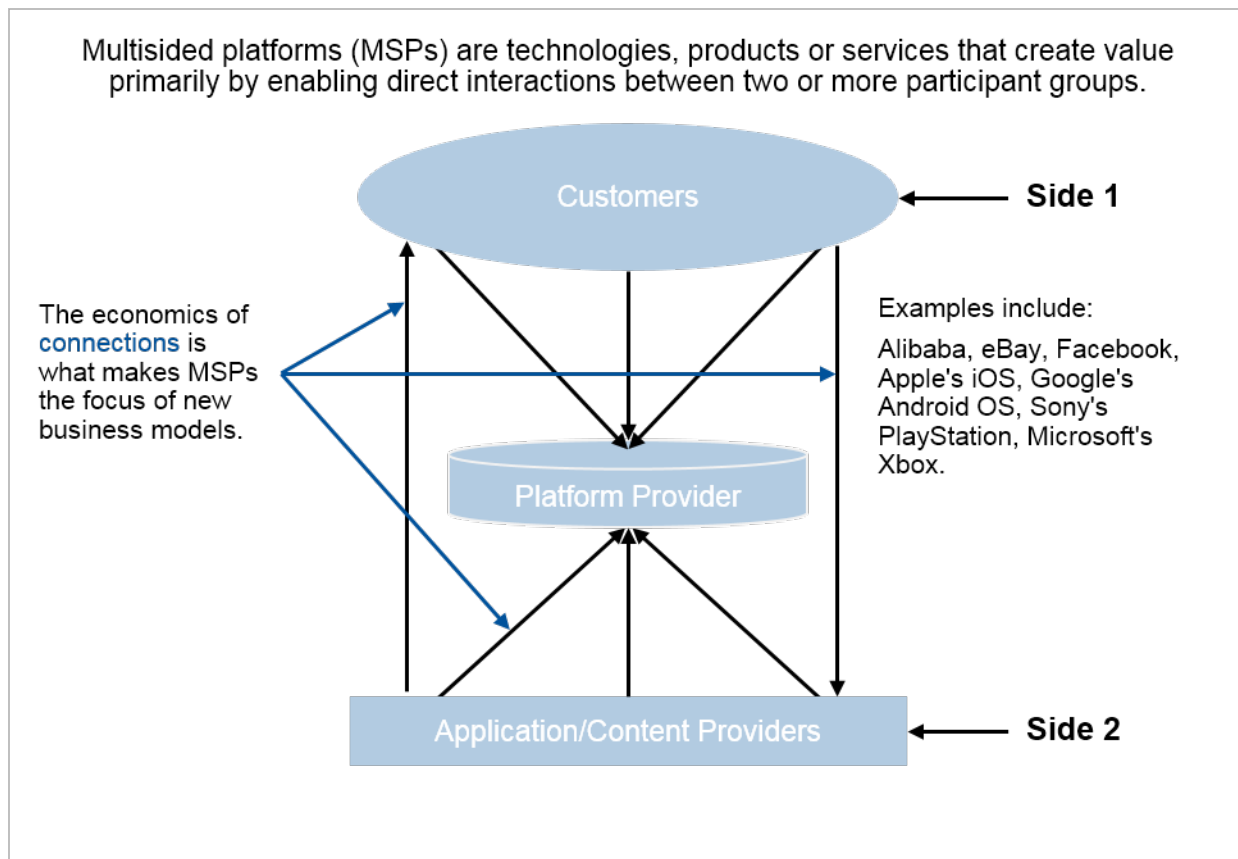 Multisided platforms (MSPs) are technologies, products or services that create value
primarily by enabling direct interactions between two or more participant groups.
Customers
Side 1
The economics of
connections is
what makes MSPs
the focus of new
business models.
Examples include:
Alibaba, eBay, Facebook,
Apple's iOS, Google's
Android OS, Sony's
PlayStation, Microsoft's
Xbox.
Platform Provider
Application/Content Providers
Side 2